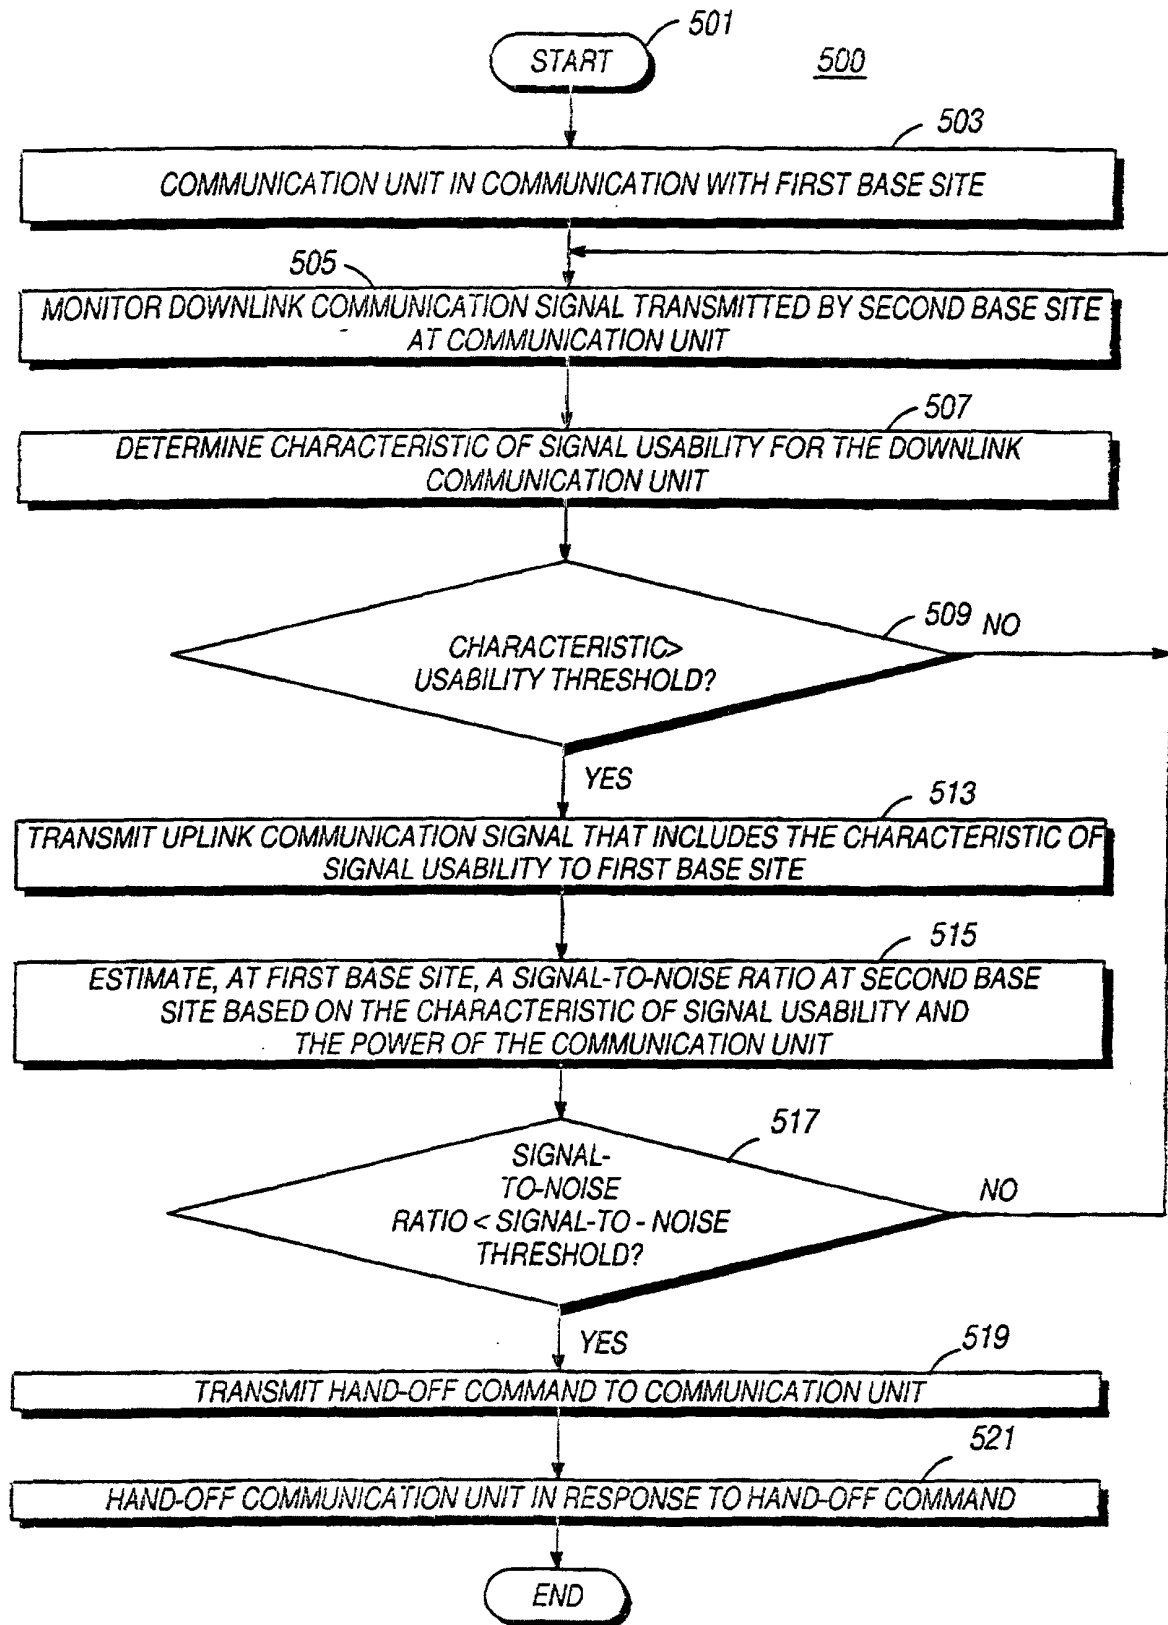 501
START
500
503
COMMUNICATION UNIT IN COMMUNICATION WITH FIRST BASE SITE
505
MONITOR DOWNLINK COMMUNICATION SIGNAL TRANSMITTED BY SECOND BASE SITE
AT COMMUNICATION UNIT
507
DETERMINE CHARACTERISTIC OF SIGNAL USABILITY FOR THE DOWNLINK
COMMUNICATION UNIT
509 NO
CHARACTERISTIC>
USABILITY THRESHOLD?
YES
513
TRANSMIT UPLINK COMMUNICATION SIGNAL THAT INCLUDES THE CHARACTERISTIC OF
SIGNAL USABILITY TO FIRST BASE SITE
515
ESTIMATE, AT FIRST BASE SITE, A SIGNAL-TO-NOISE RATIO AT SECOND BASE
SITE BASED ON THE CHARACTERISTIC OF SIGNAL USABILITY AND
THE POWER OF THE COMMUNICATION UNIT
517
SIGNAL-
TO-NOISE
RATIO < SIGNAL-TO - NOISE
THRESHOLD?
NO
YES
519
TRANSMIT HAND-OFF COMMAND TO COMMUNICATION UNIT
521
HAND-OFF COMMUNICATION UNIT IN RESPONSE TO HAND-OFF COMMAND
END